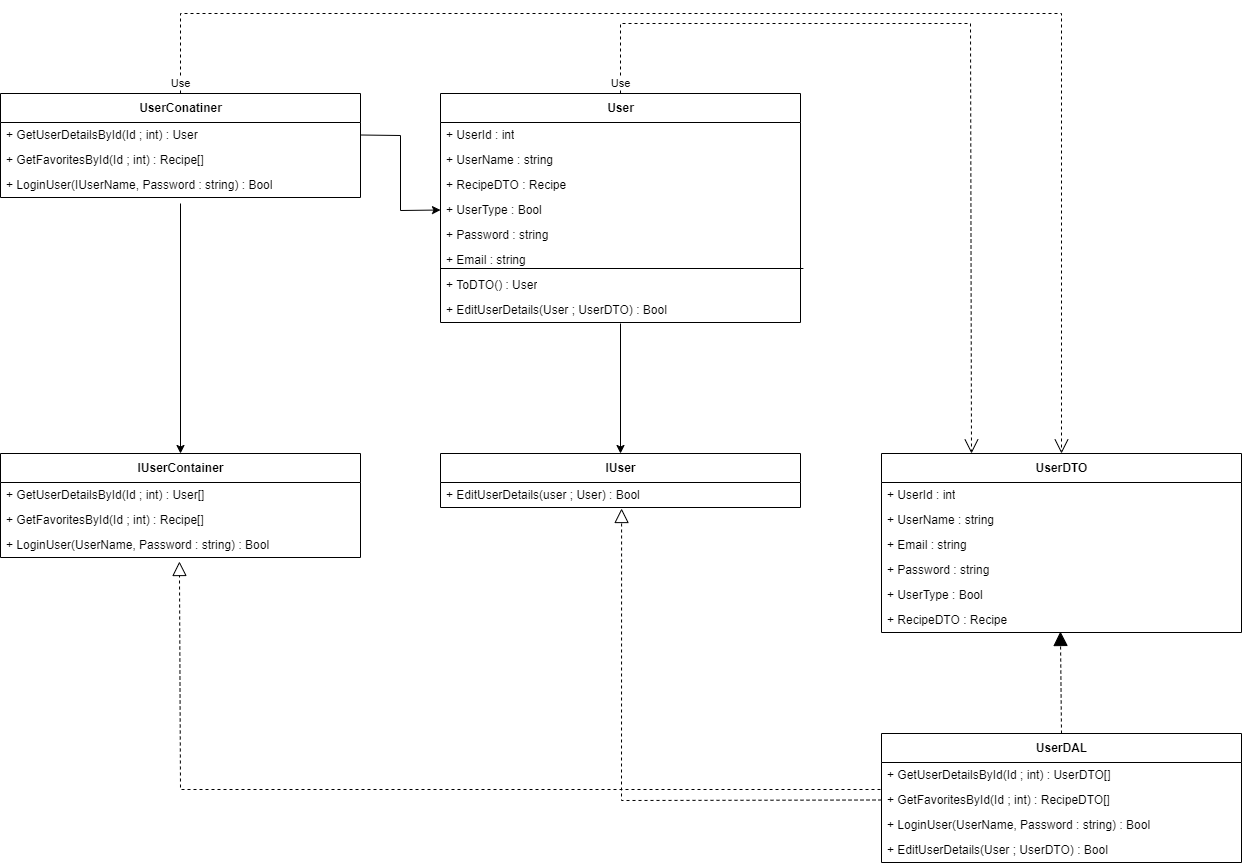 Use
Use
UserConatiner
+ GetUserDetailsById(Id ; int) : User
+ GetFavoritesById(Id ; int) : Recipe[]
+ LoginUser(IUserName, Password : string) : Bool
User
+ UserId : int
+ UserName : string
+ RecipeDTO : Recipe
+ UserType : Bool
+ Password : string
+ Email : string
+ ToDTO() : User
+ EditUserDetails(User ; UserDTO) : Bool
IUserContainer
+ GetUserDetailsById(Id ; int) : User[]
+ GetFavoritesById(Id ; int) : Recipe[]
+ LoginUser(UserName, Password : string) : Bool
IUser
+ EditUserDetails(user ; User) : Bool
UserDTO
+ UserId : int
+ UserName : string
+ Email : string
+ Password : string
+ UserType : Bool
+ RecipeDTO : Recipe
UserDAL
+ GetUserDetailsById(Id ; int) : UserDTO[]
+ GetFavoritesById(Id ; int) : RecipeDTO[]
+ LoginUser(UserName, Password : string) : Bool
+ EditUserDetails(User ; UserDTO) : Bool